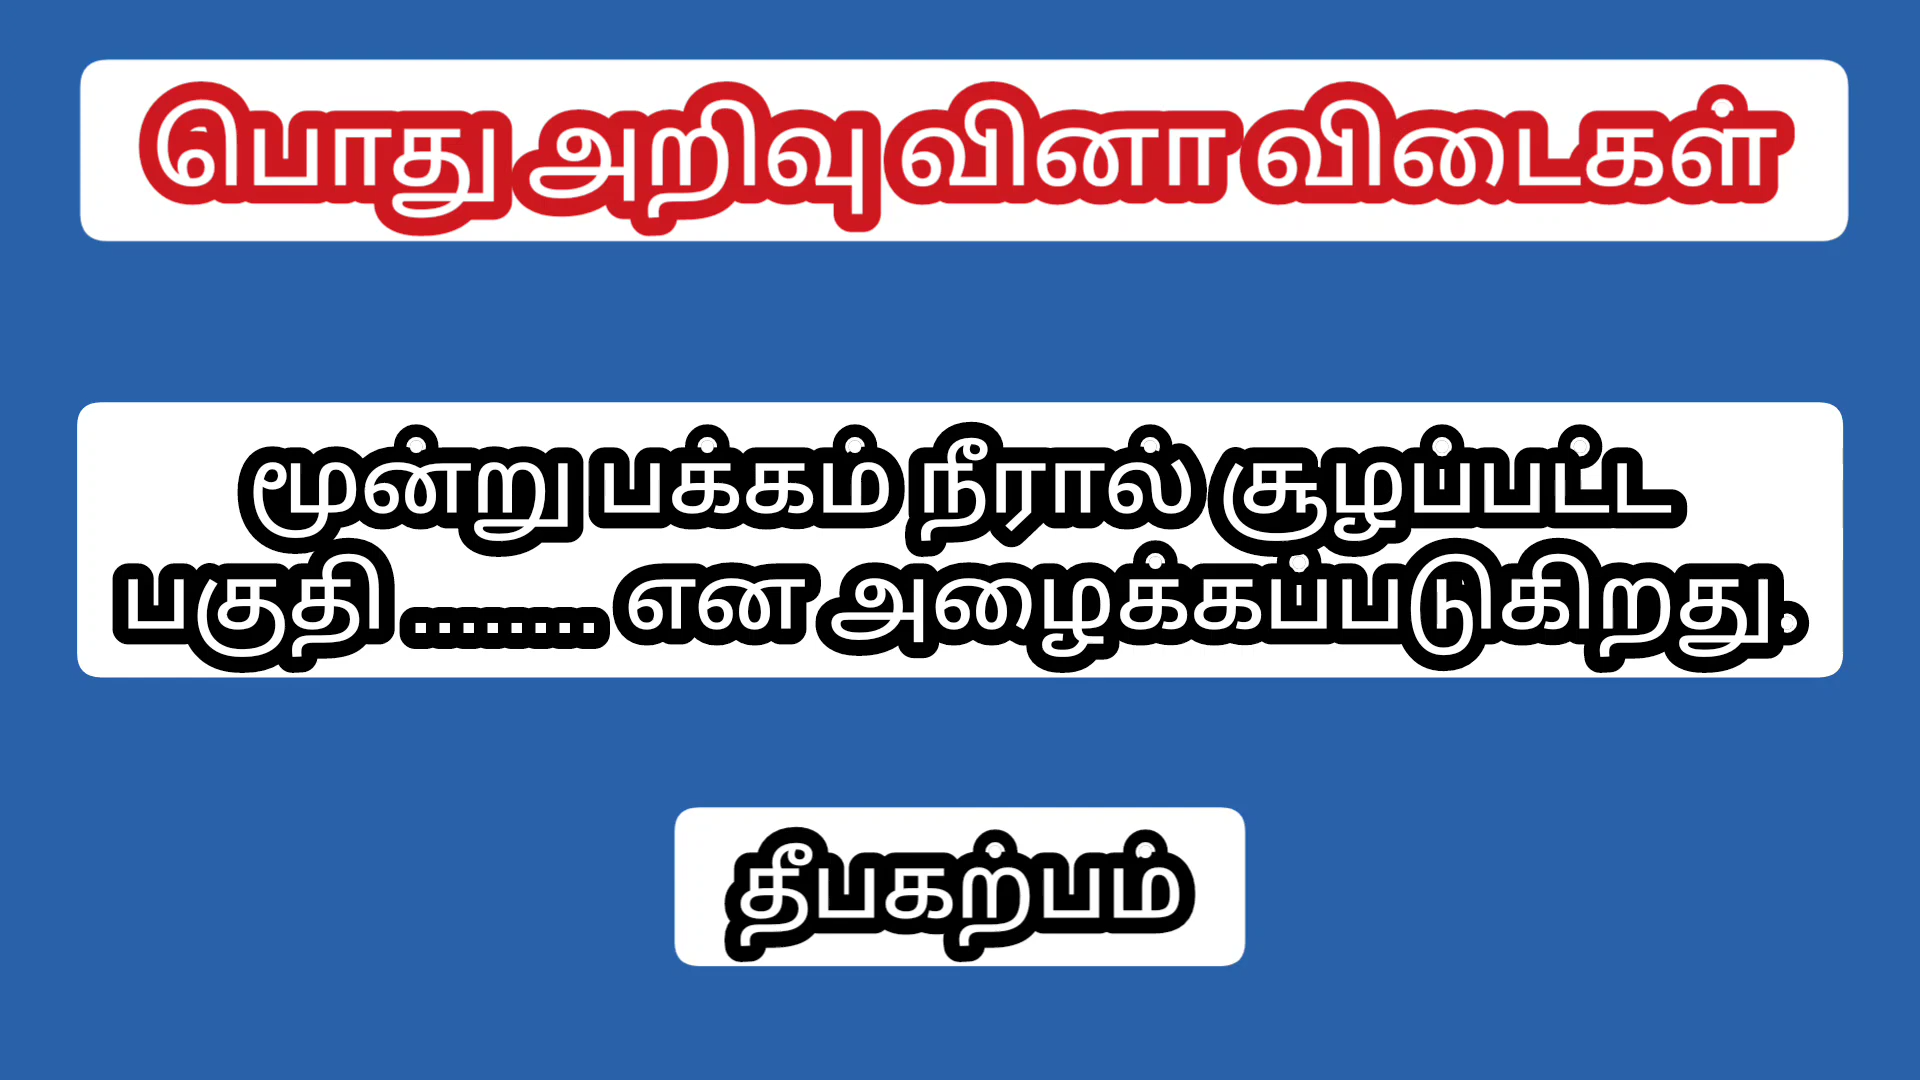 பொது அறிவு வினா விடைகள்
மூன்று பக்கம் நீரால் சூழப்பட்ட
பகுதி ........ என அழைக்கப்படுகிறது.
தீபகற்பம்